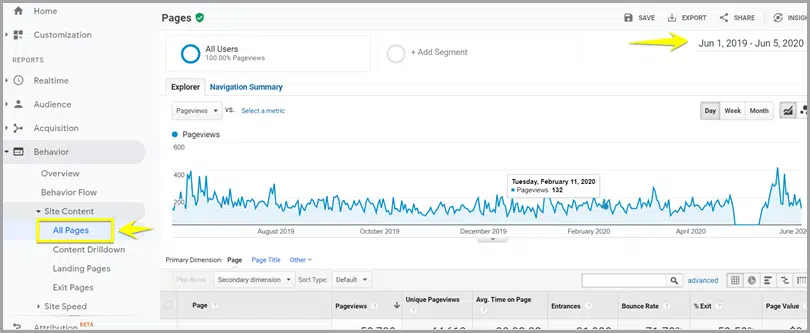 Home
Customization
REPORTS
Realtime
Audience
Acquisition
Behavior
Overview
Behavior Flow
Site Content
All Pages
Content Drilldown
Landing Pages
Exit Pages
Site Speed
Attribution BETA
Pages
SAVE
EXPORT
SHARE
INSIG
All Users
100.00% Pageviews
+ Add Segment
Jun 1, 2019 - Jun 5, 2020
Explorer
Navigation Summary
Pageviews
VS.
Select a metric
Day
Week
Month
Pageviews
600
400
200
Tuesday, February 11, 2020
Pageviews: 132
August 2019
October 2019
December 2019
February 2020
April 2020
June 2020
Primary Dimension:
Page
Page Title
Other
Plot Rows
Secondary dimension
Sort Type:
Default
advanced
Page
?
Pageviews
?
Unique Pageviews
?
Avg. Time on Page
?
Entrances
?
Bounce Rate
?
% Exit
?
Page Value
?